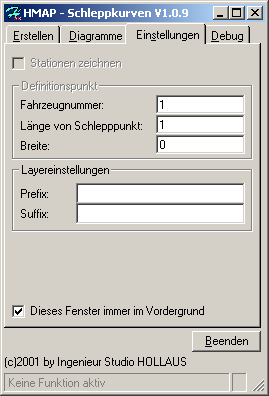 HMAP - Schleppkurven V1.0.9
Erstellen Diagramme Einstellungen Debug
Stationen zeichnen
Definitionspunkt
Fahrzeugnummer: 1
Länge von Schlepppunkt: 1
Breite: 0
Layereinstellungen
Prefix:
Suffix:
Dieses Fenster immer im Vordergrund
Beenden
(c)2001 by Ingenieur Studio HOLLAUS
Keine Funktion aktiv